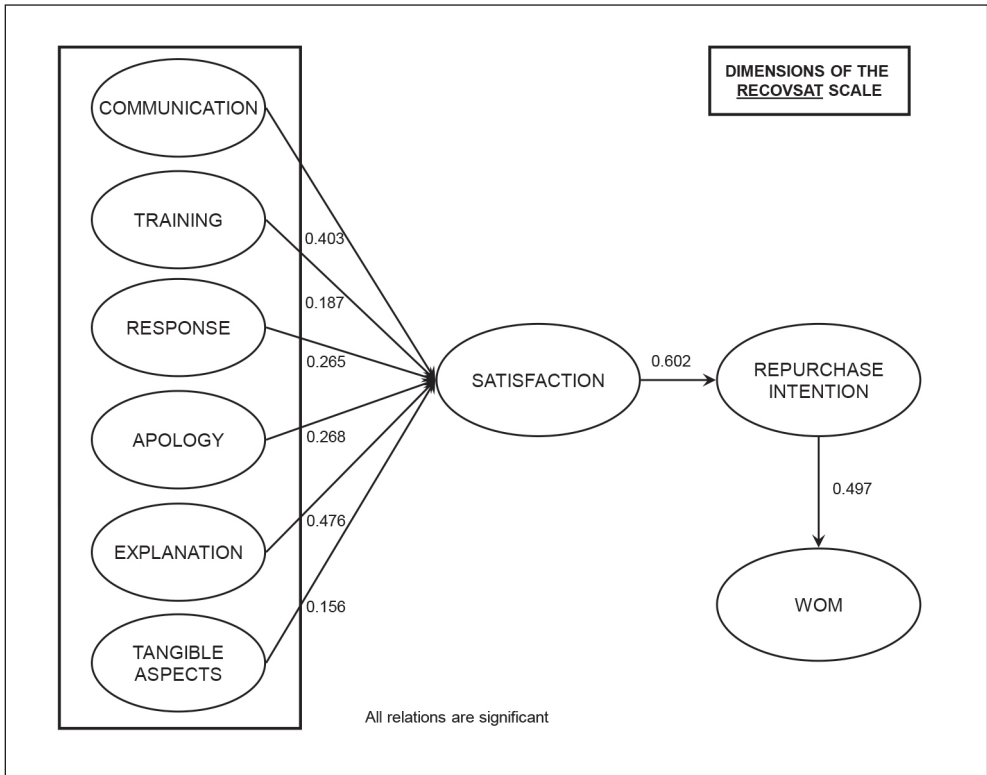 DIMENSIONS OF THE
RECOVSAT SCALE
COMMUNICATION
TRAINING
RESPONSE
APOLOGY
EXPLANATION
TANGIBLE
ASPECTS
0.403
0.187
0.265
0.268
0.476
0.156
SATISFACTION
0.602
REPURCHASE
INTENTION
0.497
WOM
All relations are significant